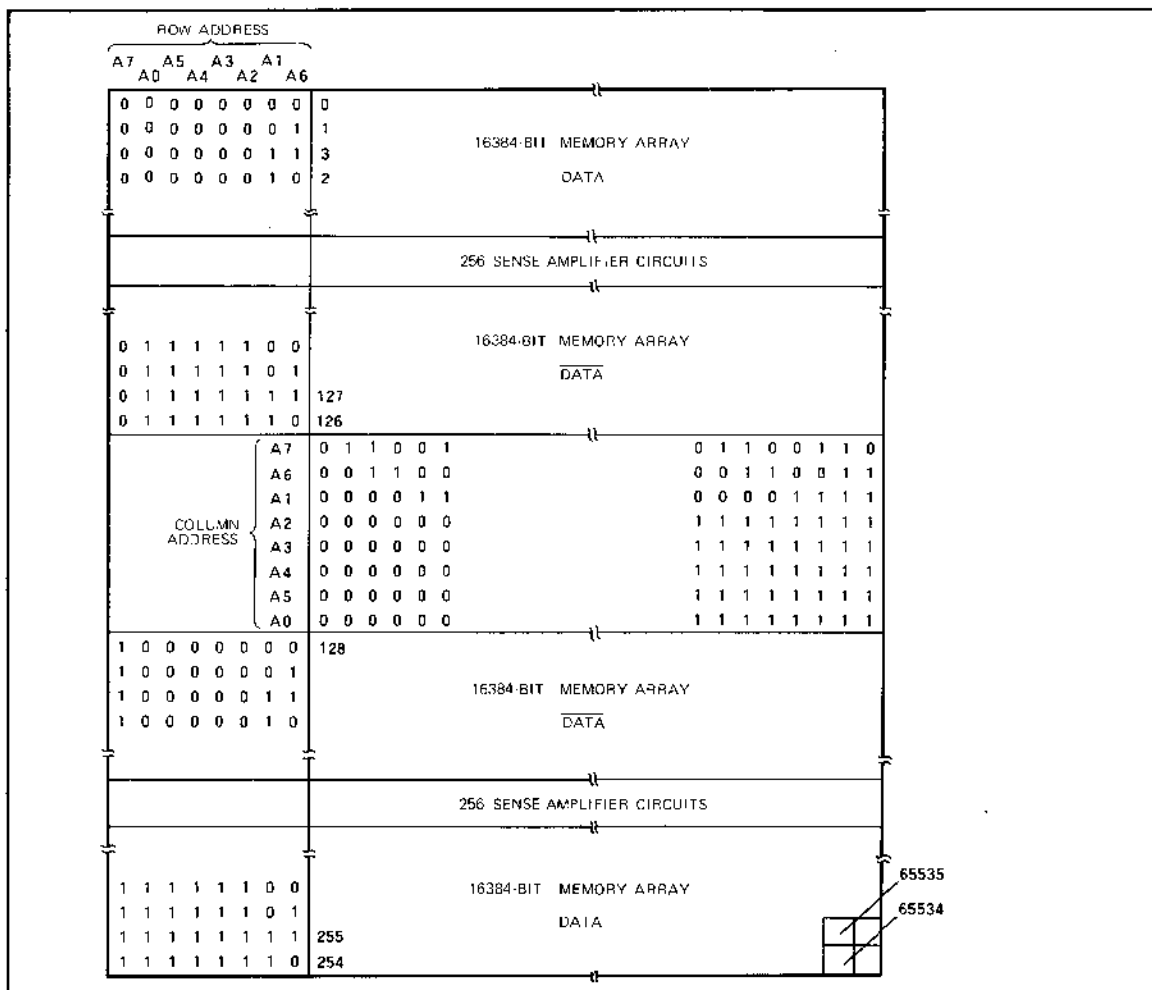 ROW ADDRESS
A7 A0 A5 A4 A3 A2 A1 A6
0 0 0 0 0 0 0 0 0
0 0 0 0 0 0 0 1 1
0 0 0 0 0 0 1 1 3
0 0 0 0 0 0 1 0 2
16384-BIT MEMORY ARRAY
DATA
256 SENSE AMPLIFIER CIRCUITS
16384-BIT MEMORY ARRAY
DATA
0 1 1 1 1 1 0 0
0 1 1 1 1 1 0 1
0 1 1 1 1 1 1 1 127
0 1 1 1 1 1 1 0 126
COLUMN
ADDRESS
A7 0 1 1 0 0 1 0 1 1 0 0 1 1 0
A6 0 0 1 1 0 0 0 0 1 1 0 0 1 1
A1 0 0 0 0 1 1 0 0 0 0 1 1 1 1
A2 0 0 0 0 0 0 1 1 1 1 1 1 1 1
A3 0 0 0 0 0 0 1 1 1 1 1 1 1 1
A4 0 0 0 0 0 0 1 1 1 1 1 1 1 1
A5 0 0 0 0 0 0 1 1 1 1 1 1 1 1
A0 0 0 0 0 0 0 1 1 1 1 1 1 1 1
1 0 0 0 0 0 0 0 128
1 0 0 0 0 0 0 1
1 0 0 0 0 0 1 1
1 0 0 0 0 0 1 0
16384-BIT MEMORY ARRAY
DATA
256 SENSE AMPLIFIER CIRCUITS
16384-BIT MEMORY ARRAY
DATA
1 1 1 1 1 1 0 0
1 1 1 1 1 1 0 1
1 1 1 1 1 1 1 1 255
1 1 1 1 1 1 1 0 254
65535
65534